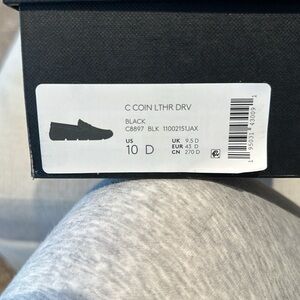 C COIN LTHR DRV
BLACK
C8897 BLK 11002151JAX
US UK 9.5 D
10 D EUR 43 D
CN 270 D